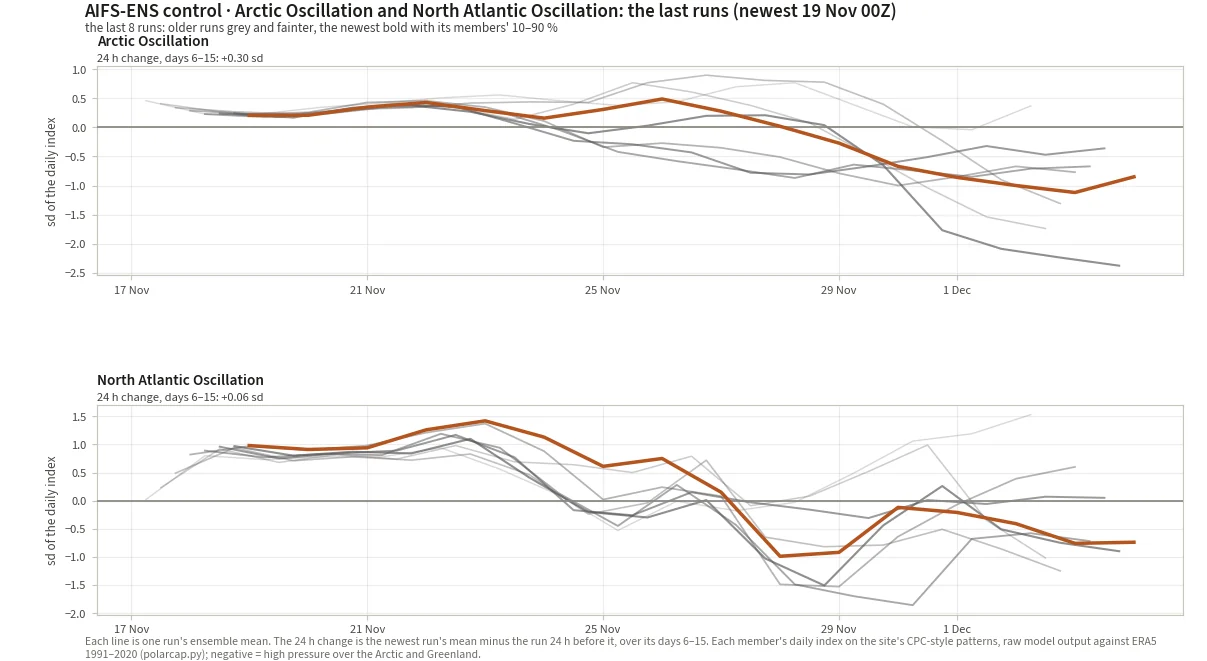 AIFS-ENS control · Arctic Oscillation and North Atlantic Oscillation: the last runs (newest 19 Nov 00Z)
the last 8 runs: older runs grey and fainter, the newest bold with its members' 10–90 %
Arctic Oscillation
24 h change, days 6–15: +0.30 sd
1.0
0.5
0.0
−0.5
−1.0
−1.5
−2.0
−2.5
sd of the daily index
17 Nov
21 Nov
25 Nov
29 Nov
1 Dec
North Atlantic Oscillation
24 h change, days 6–15: +0.06 sd
1.5
1.0
0.5
0.0
−0.5
−1.0
−1.5
−2.0
sd of the daily index
17 Nov
21 Nov
25 Nov
29 Nov
1 Dec
Each line is one run's ensemble mean. The 24 h change is the newest run's mean minus the run 24 h before it, over its days 6–15. Each member's daily index on the site's CPC-style patterns, raw model output against ERA5
1991–2020 (polarcap.py); negative = high pressure over the Arctic and Greenland.